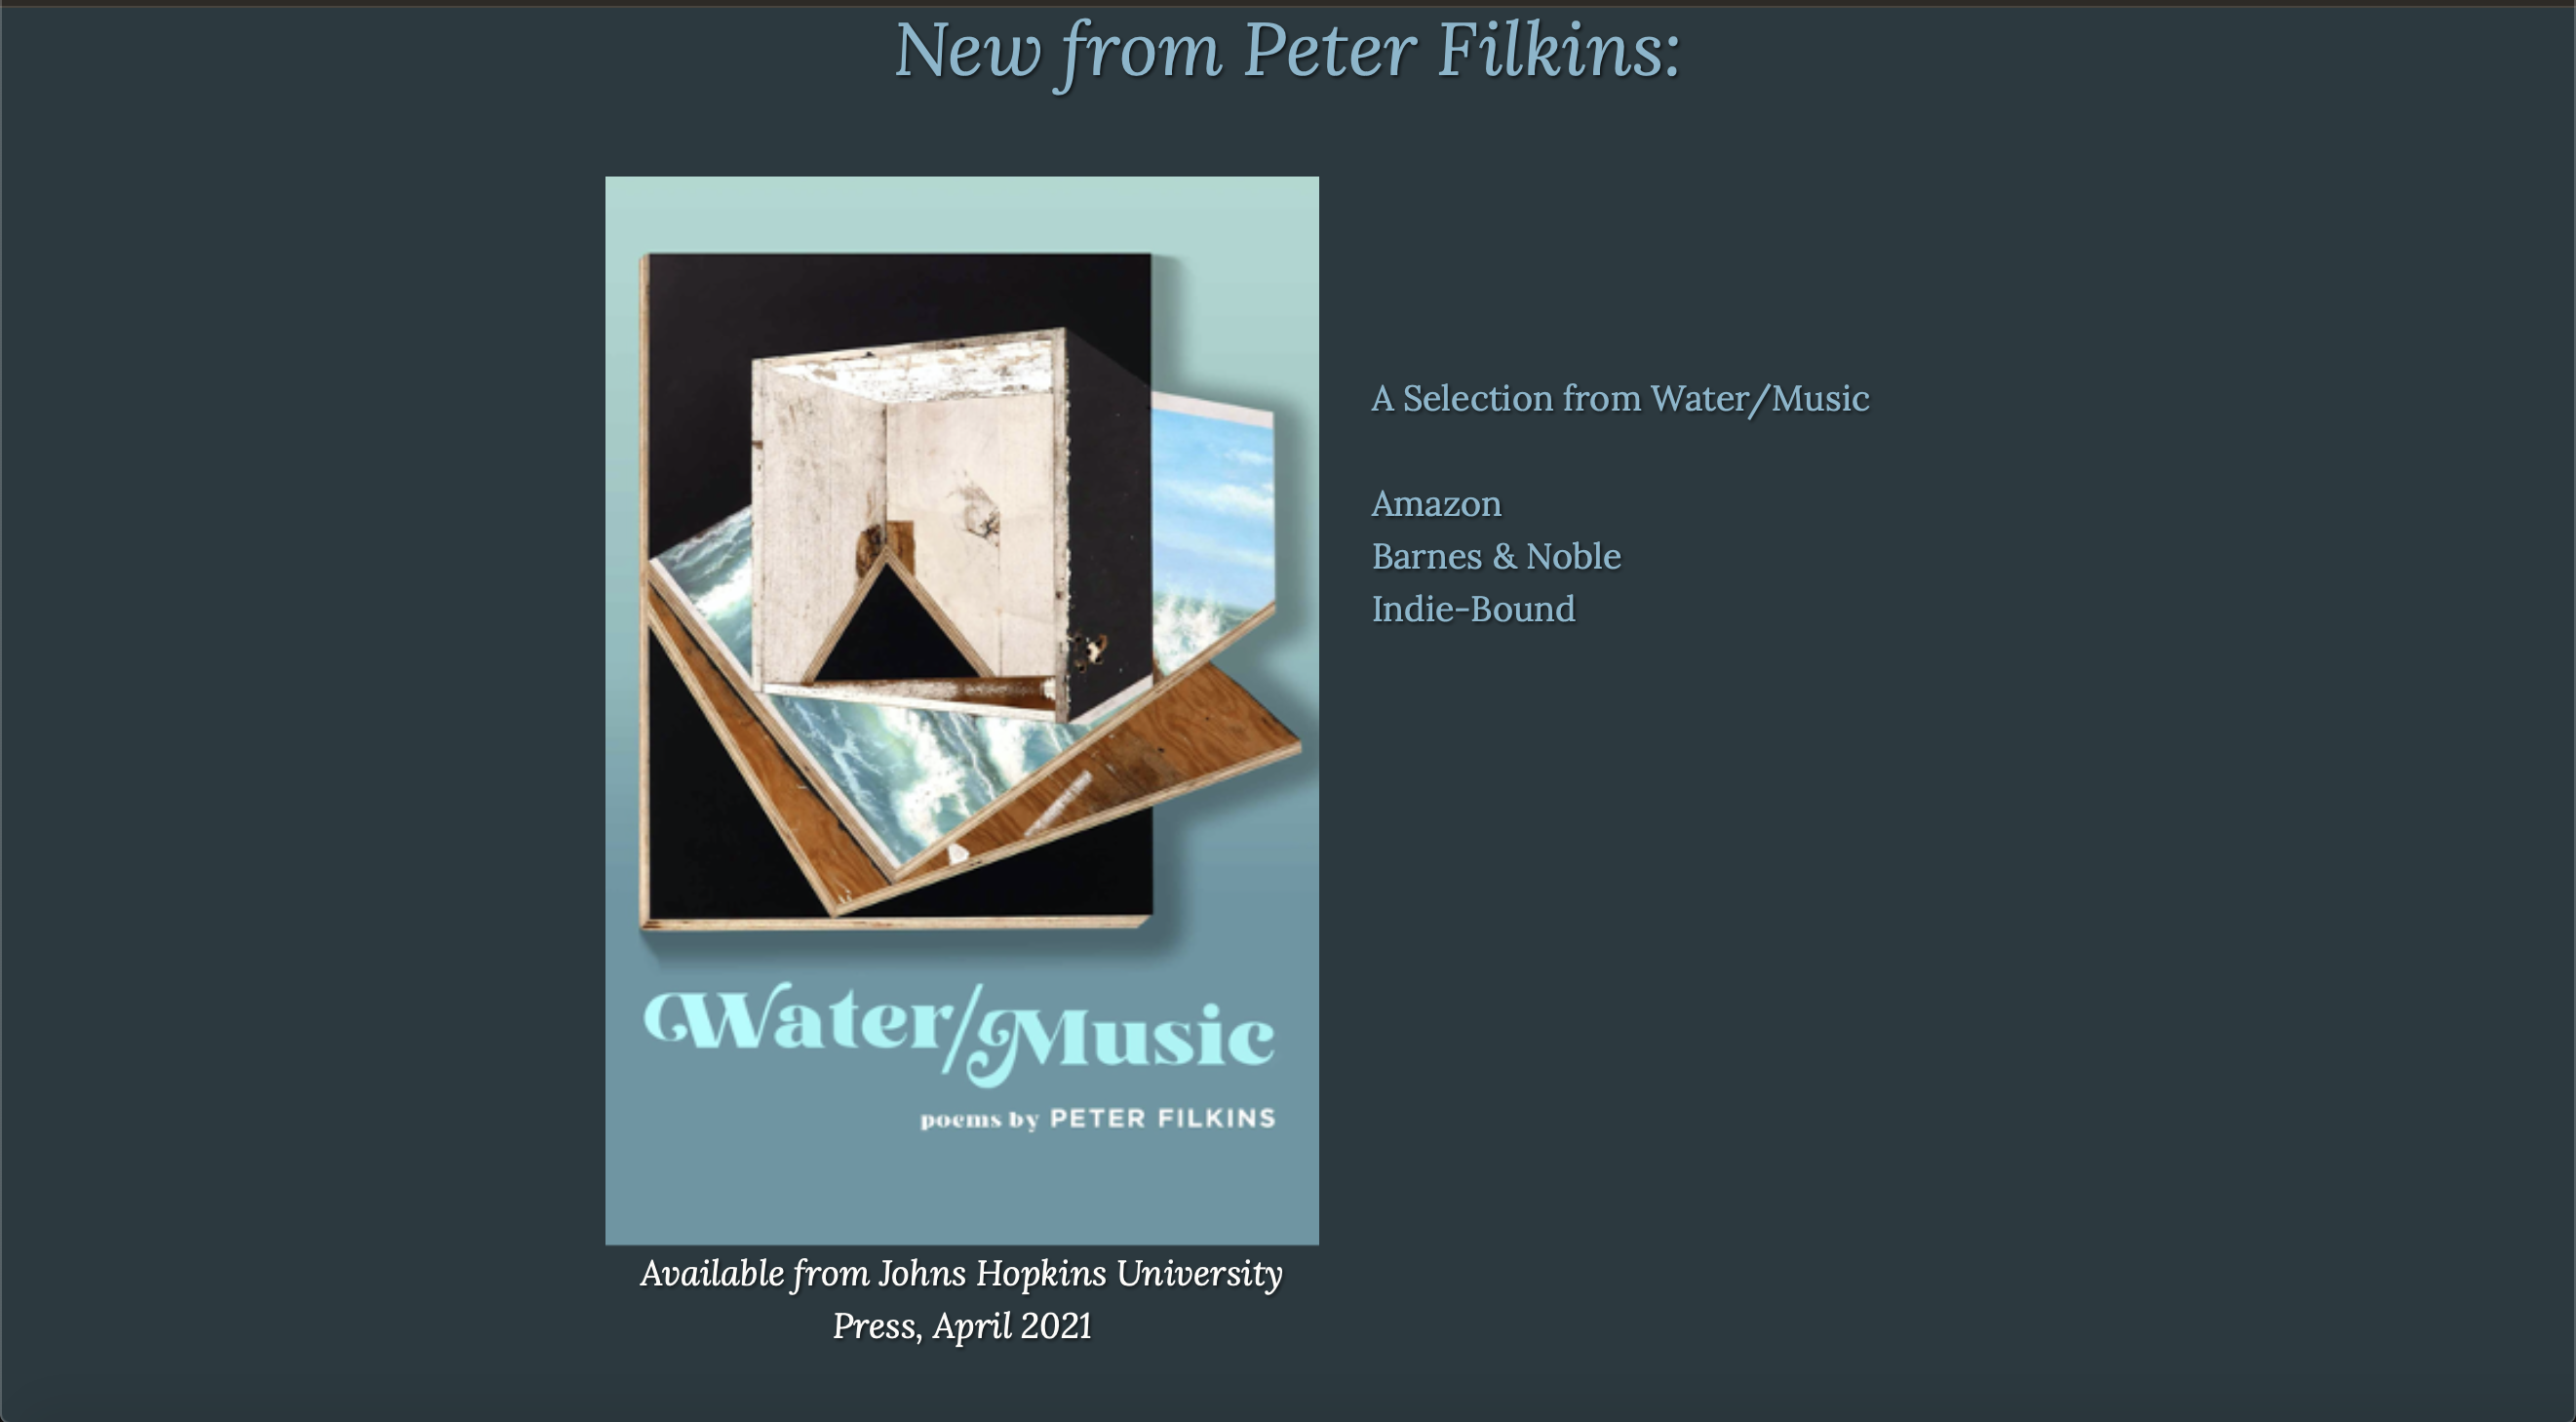 New from Peter Filkins:
Water/Music
poems by PETER FILKINS
Available from Johns Hopkins University
Press, April 2021
A Selection from Water/Music
Amazon
Barnes & Noble
Indie-Bound